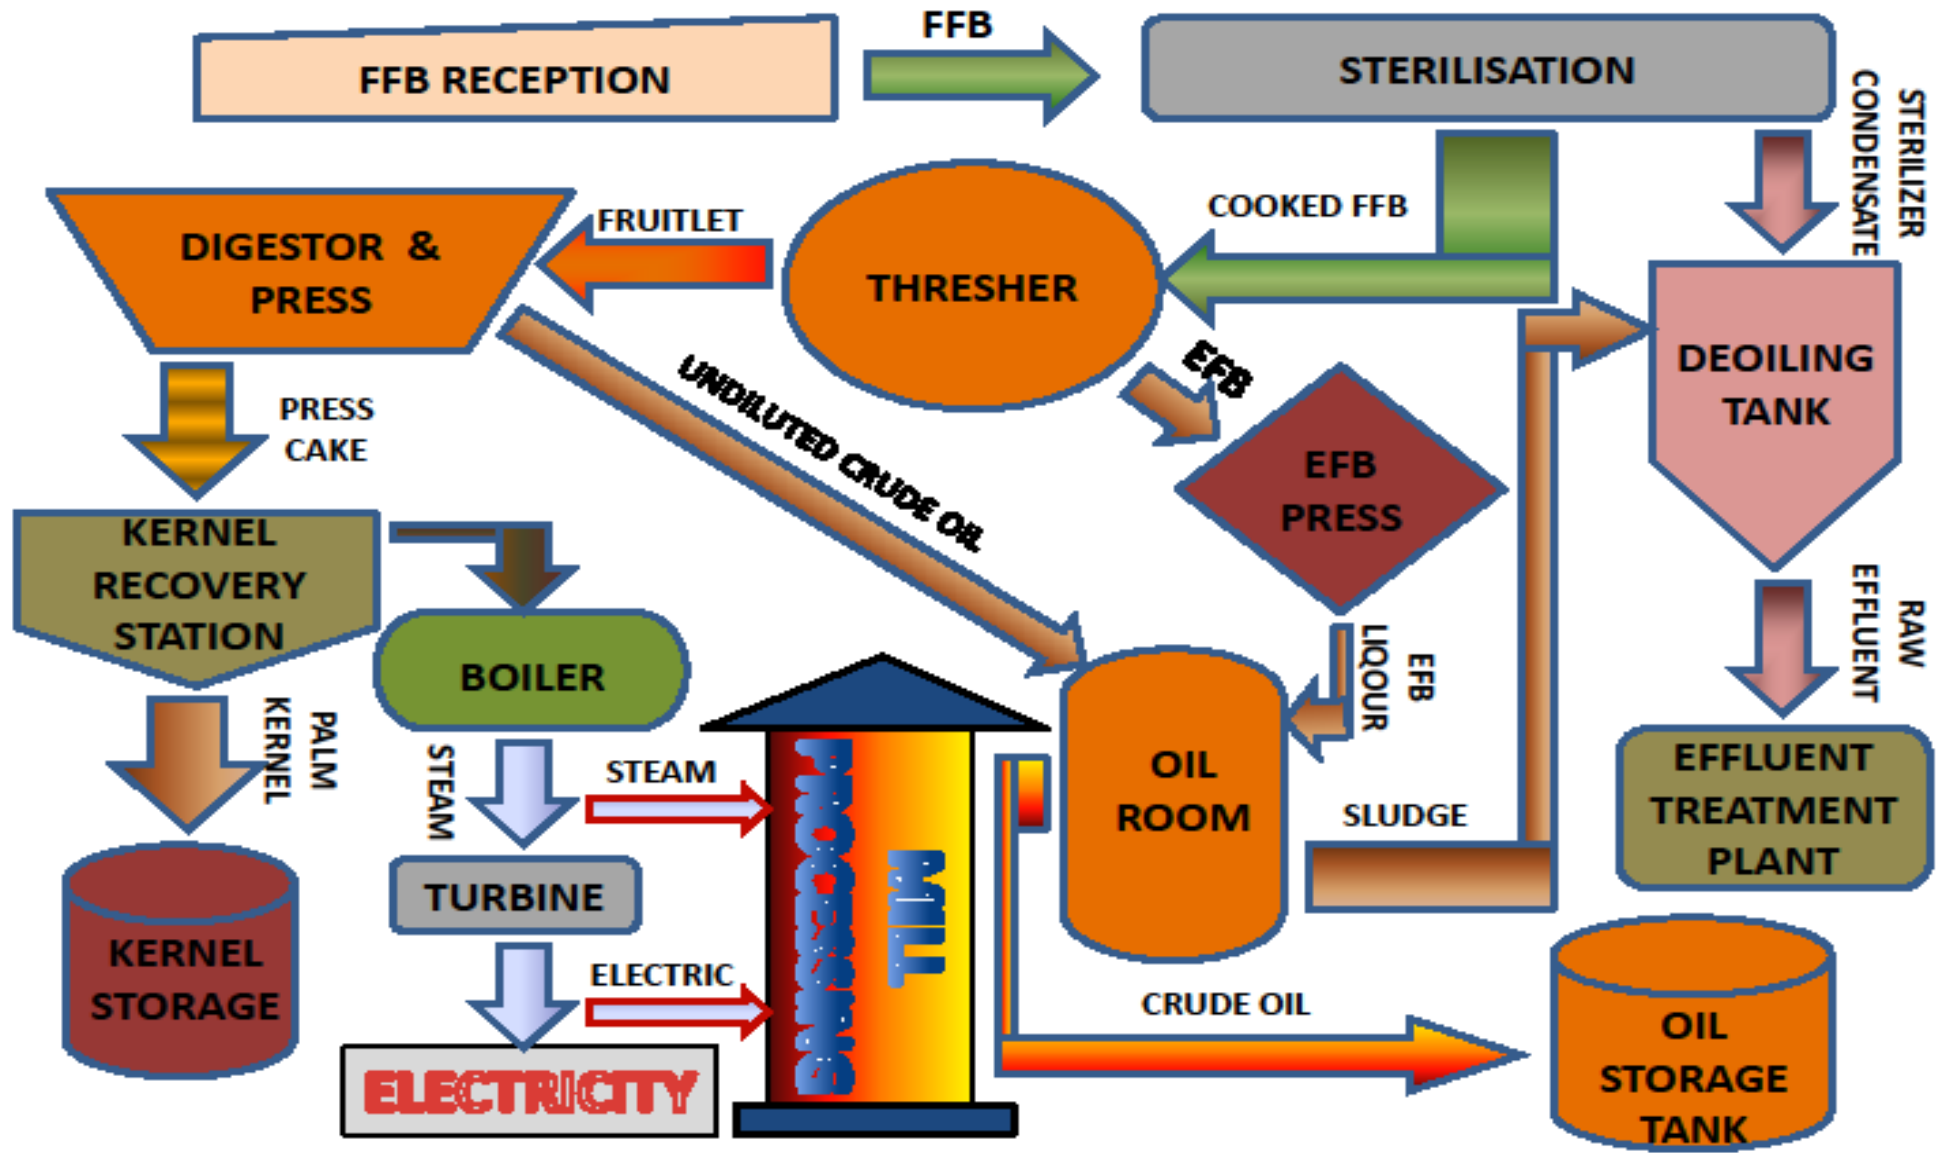 FFB
FFB RECEPTION
STERILISATION
STERILIZER
CONDENSATE
COOKED FFB
FRUITLET
DIGESTOR &
PRESS
THRESHER
EFB
UNDILUTED CRUDE OIL
DEOILING
TANK
PRESS
CAKE
EFB
PRESS
KERNEL
RECOVERY
STATION
BOILER
EFB
LIQOUR
RAW
EFFLUENT
PALM
KERNEL
STEAM
STEAM
OIL
ROOM
SLUDGE
EFFLUENT
TREATMENT
PLANT
TURBINE
MILL
PROCESSING
KERNEL
STORAGE
ELECTRIC
CRUDE OIL
ELECTRICITY
OIL
STORAGE
TANK